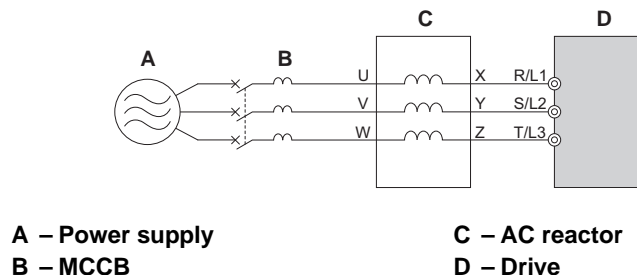 C D
A B
U X R/L1
V Y S/L2
W Z T/L3
A – Power supply C – AC reactor
B – MCCB D – Drive